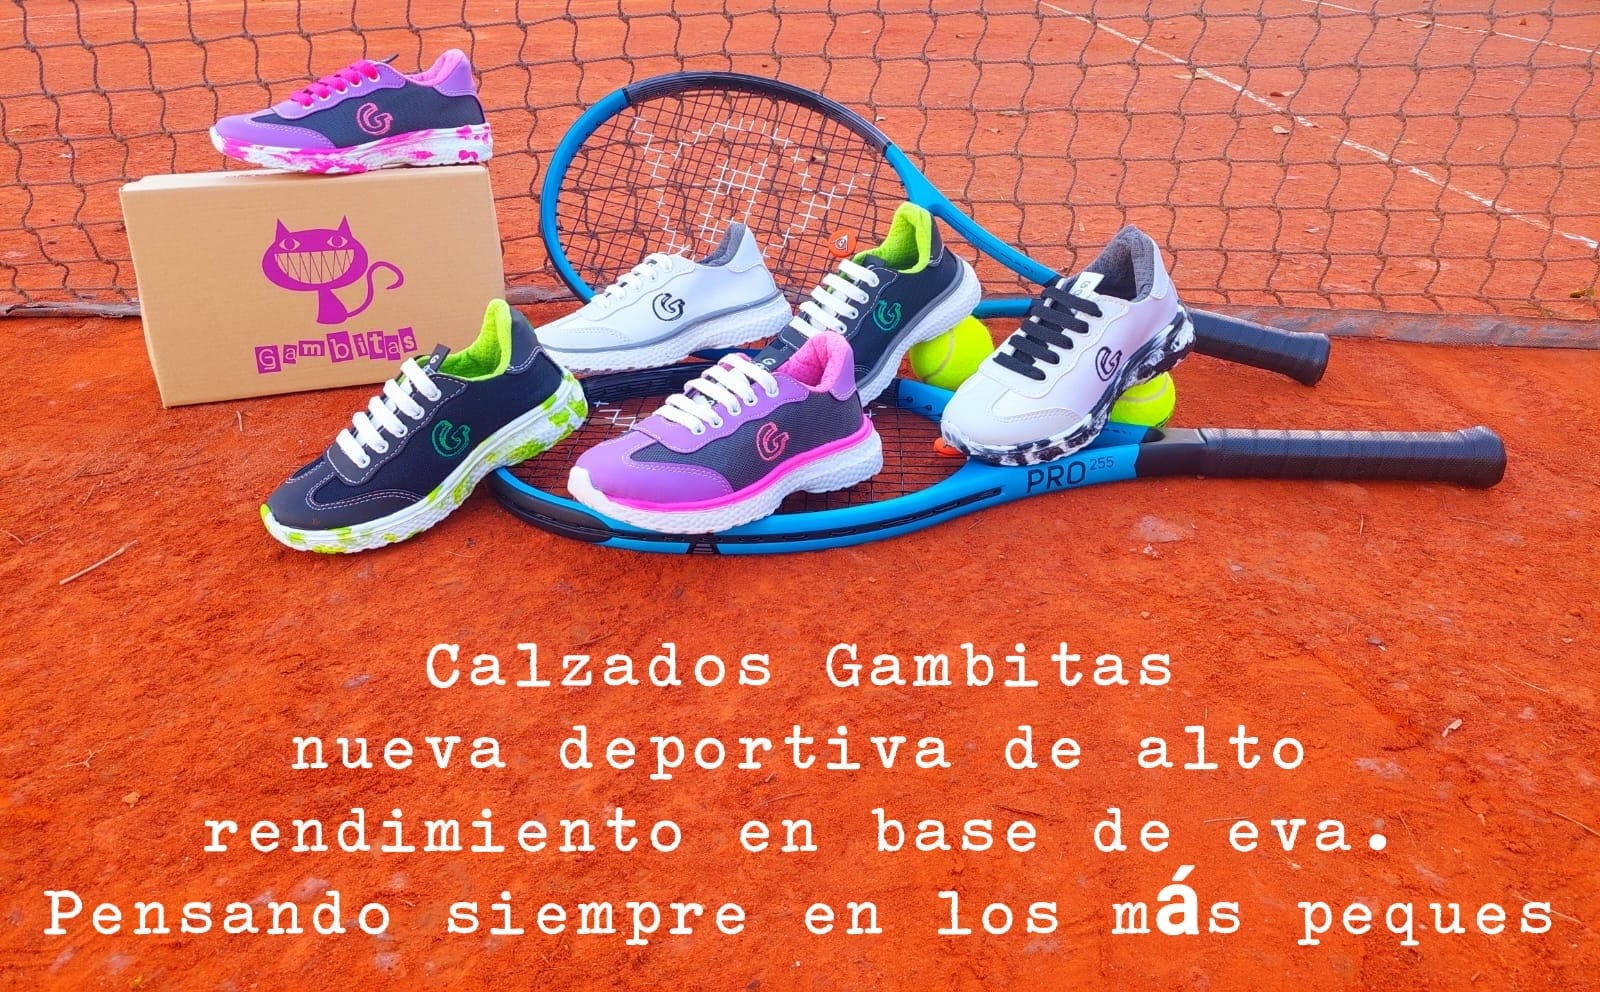 Gambitas
PRO 255
Calzados Gambitas
nueva deportiva de alto
rendimiento en base de eva.
Pensando siempre en los más peques